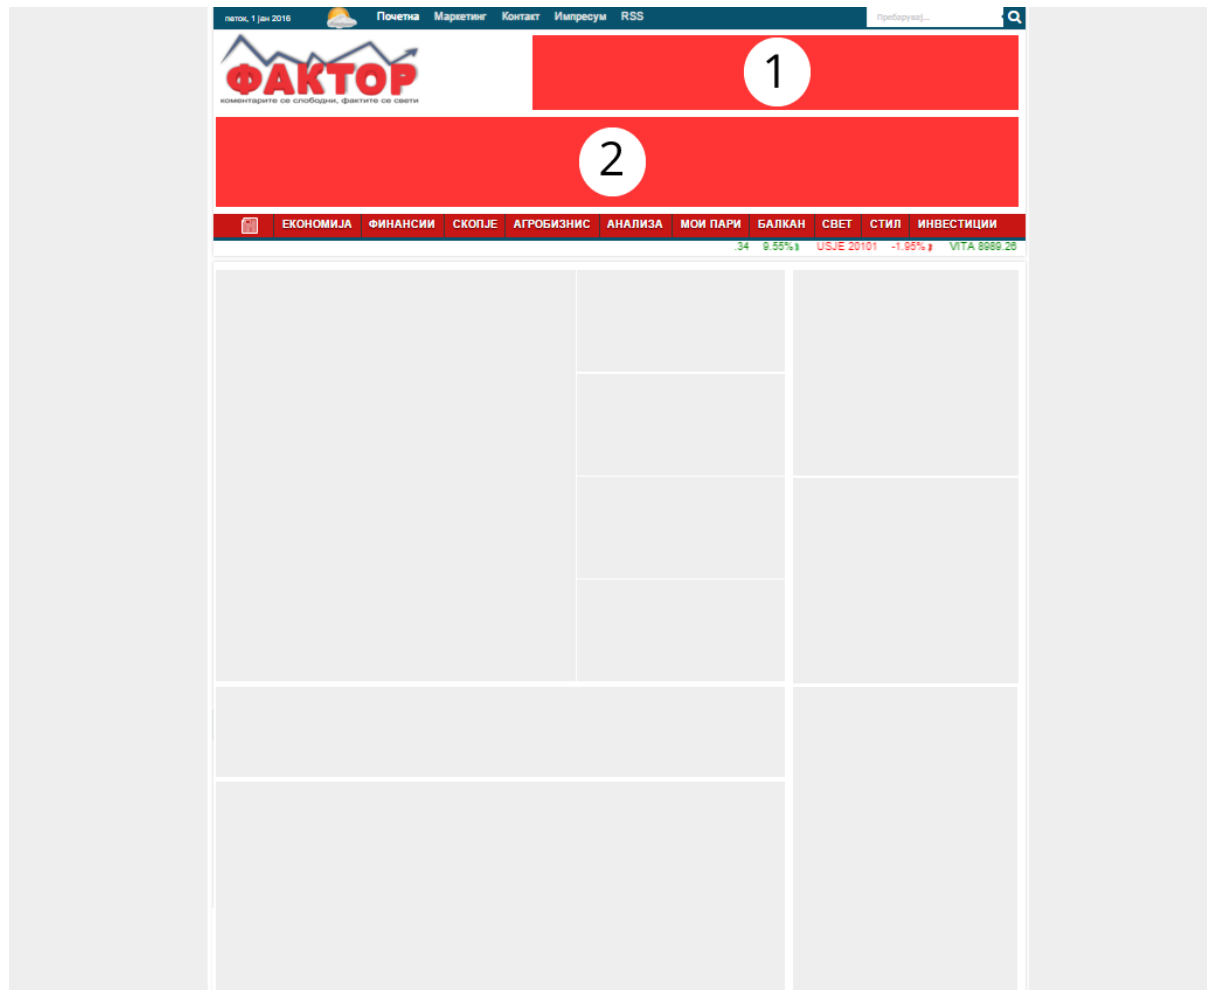 петок, 1 јан 2016 Почетна Маркетинг Контакт Импресум RSS Пребарувај...
ФАКТОР
коментарите се слободни, фактите се свети
1
2
ЕКОНОМИЈА ФИНАНСИИ СКОПЈЕ АГРОБИЗНИС АНАЛИЗА МОИ ПАРИ БАЛКАН СВЕТ СТИЛ ИНВЕСТИЦИИ
.34 9.55% USJE 20101 -1.95% VITA 8989.26